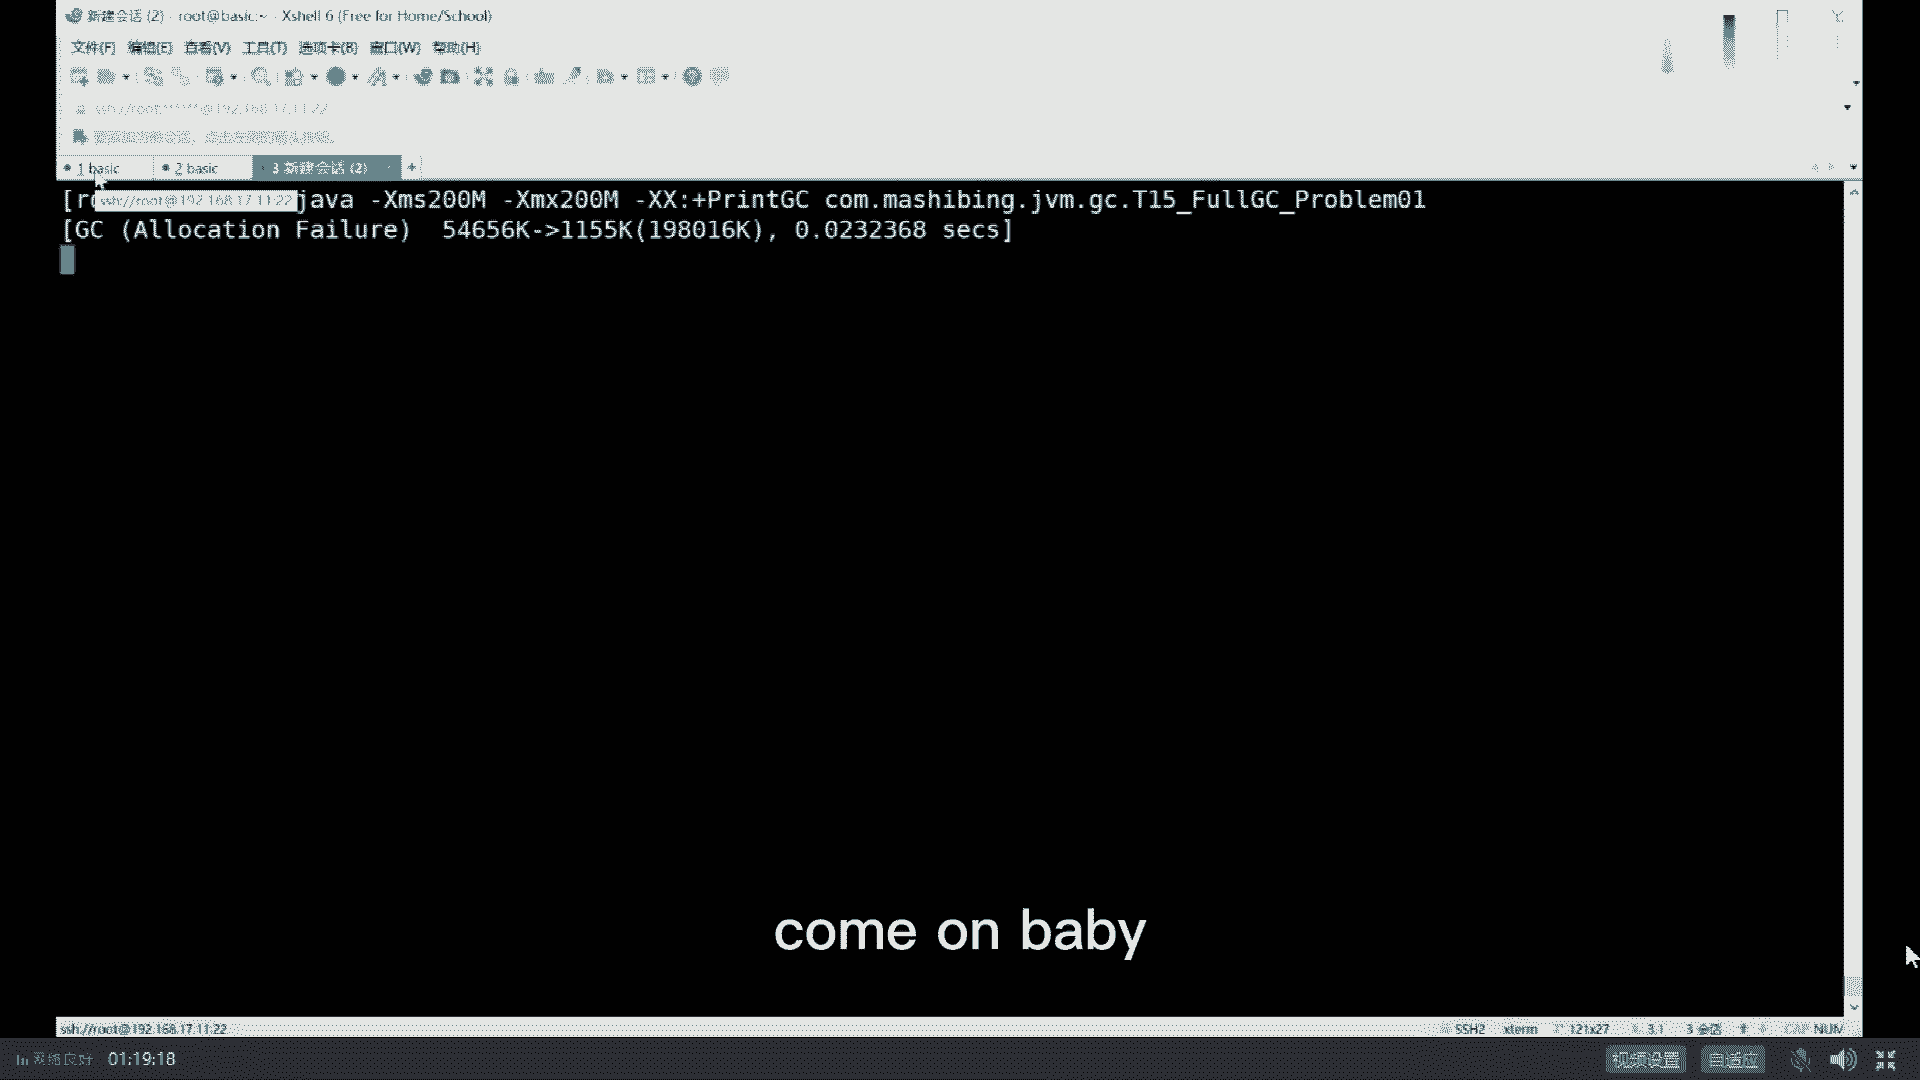 新建会话 (2) - root@basic:~ - Xshell 6 (Free for Home/School)
文件(F) 编辑(E) 查看(V) 工具(T) 选项卡(B) 窗口(W) 帮助(H)
ssh://root:*****@192.168.17.11:22
1 basic 2 basic 3 新建会话 (2) +
ssh://root@192.168.17.11:22
java -Xms200M -Xmx200M -XX:+PrintGC com.mashibing.jvm.gc.T15_FullGC_Problem01
[GC (Allocation Failure)  54656K->1155K(198016K), 0.0232368 secs]
come on baby
ssh://root@192.168.17.11:22 SSH2 xterm 121x27 3,1 3 会话 CAP NUM
网络良好 01:19:18 视频设置 自适应